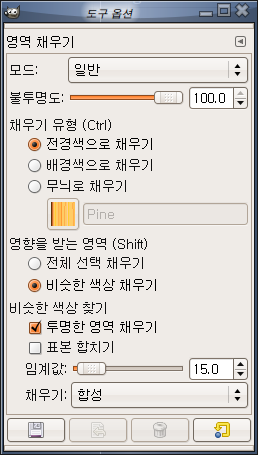 도구 옵션
영역 채우기
모드: 일반
불투명도: 100.0
채우기 유형 (Ctrl)
전경색으로 채우기
배경색으로 채우기
무늬로 채우기
Pine
영향을 받는 영역 (Shift)
전체 선택 채우기
비슷한 색상 채우기
비슷한 색상 찾기
투명한 영역 채우기
표본 합치기
임계값: 15.0
채우기: 합성